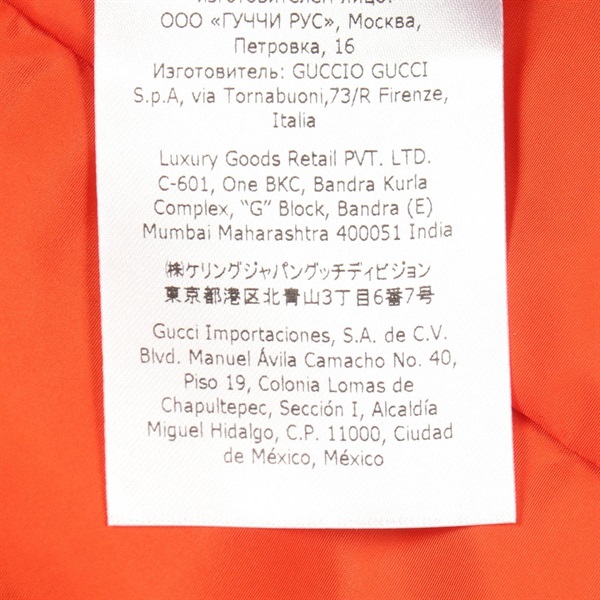 ООО «ГУЧЧИ РУС», Москва,
Петровка, 16
Изготовитель: GUCCIO GUCCI
S.p.A, via Tornabuoni,73/R Firenze,
Italia
Luxury Goods Retail PVT. LTD.
C-601, One BKC, Bandra Kurla
Complex, “G” Block, Bandra (E)
Mumbai Maharashtra 400051 India
㈱ケリングジャパングッチディビジョン
東京都港区北青山3丁目6番7号
Gucci Importaciones, S.A. de C.V.
Blvd. Manuel Ávila Camacho No. 40,
Piso 19, Colonia Lomas de
Chapultepec, Sección I, Alcaldía
Miguel Hidalgo, C.P. 11000, Ciudad
de México, México